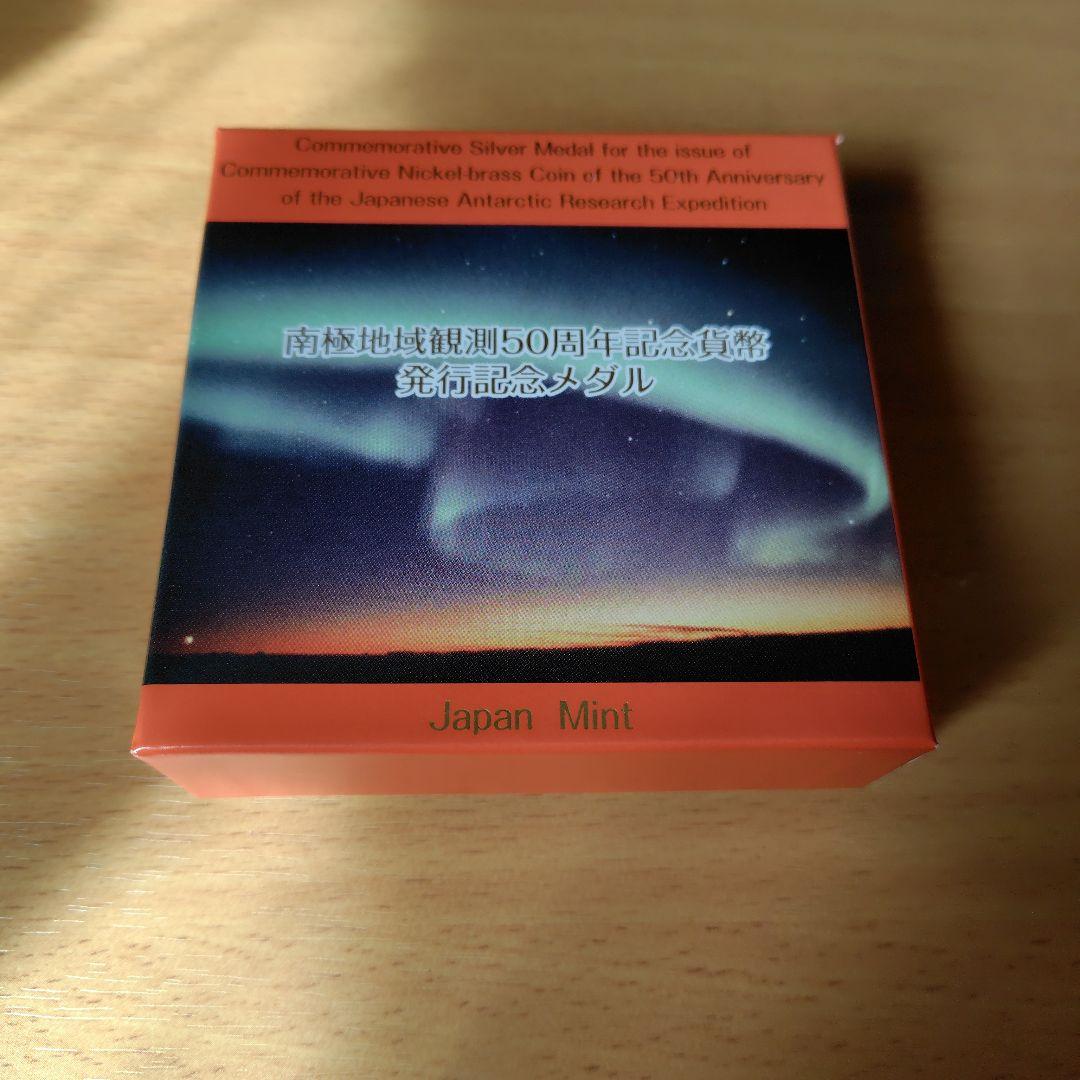 Commemorative Silver Medal for the issue of
Commemorative Nickel-brass Coin of the 50th Anniversary
of the Japanese Antarctic Research Expedition
南極地域観測50周年記念貨幣
発行記念メダル
Japan Mint